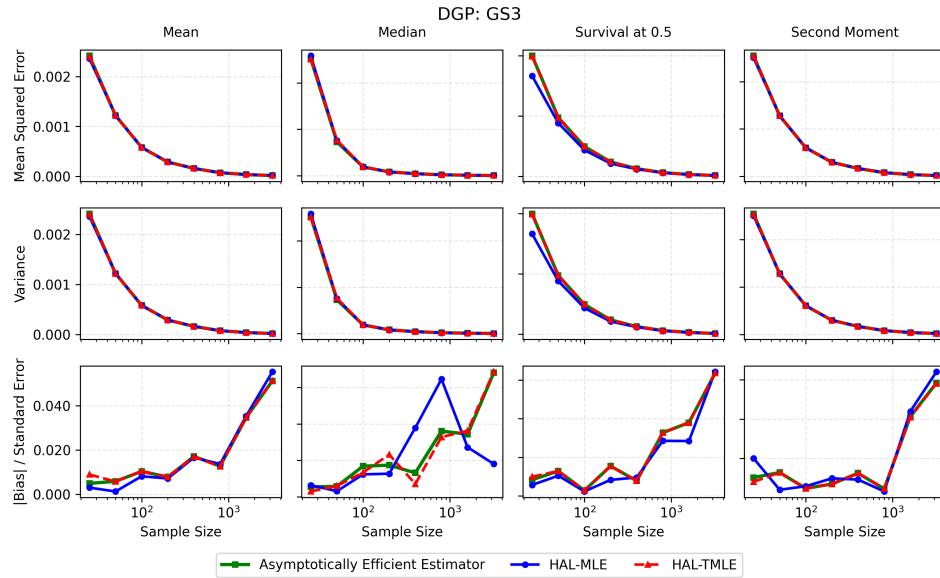 DGP: GS3
Mean
Median
Survival at 0.5
Second Moment
Mean Squared Error
0.002
0.001
0.000
Variance
0.002
0.001
0.000
|Bias| / Standard Error
0.040
0.020
0.000
10² 10³
10² 10³
10² 10³
10² 10³
Sample Size
Sample Size
Sample Size
Sample Size
Asymptotically Efficient Estimator
HAL-MLE
HAL-TMLE